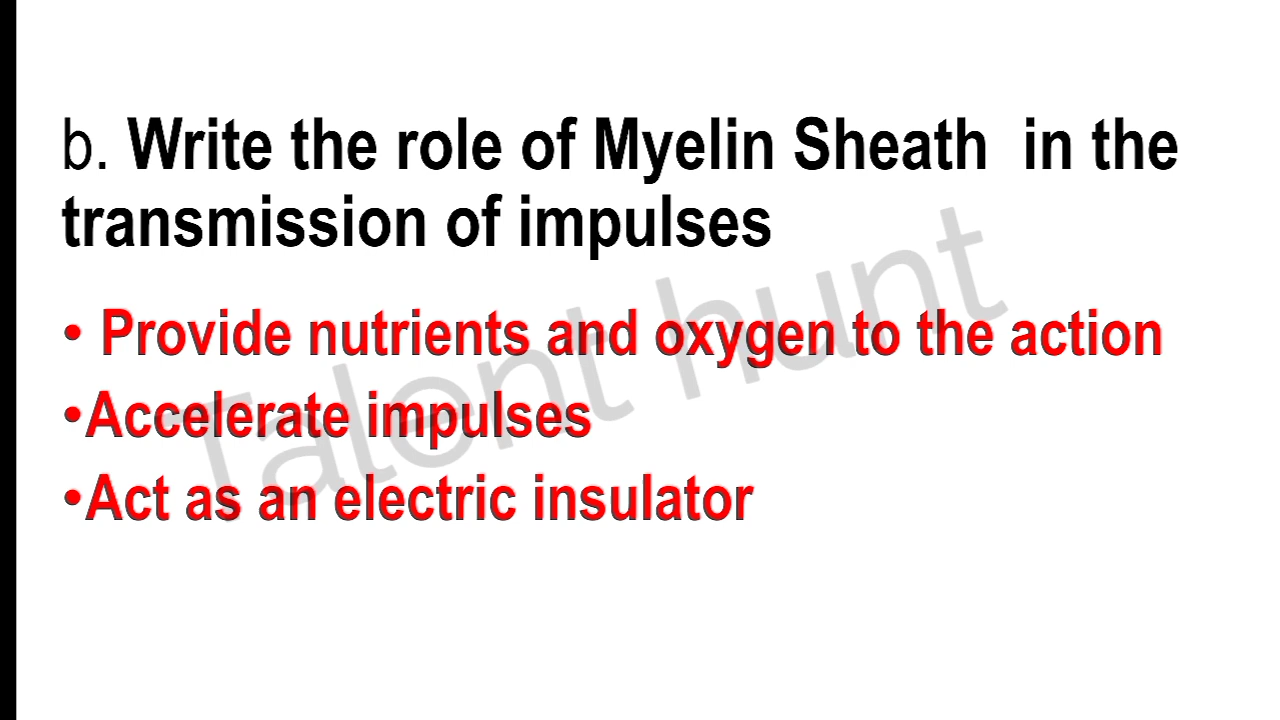 b. Write the role of Myelin Sheath in the
transmission of impulses
• Provide nutrients and oxygen to the action
•Accelerate impulses
•Act as an electric insulator
Talent hunt